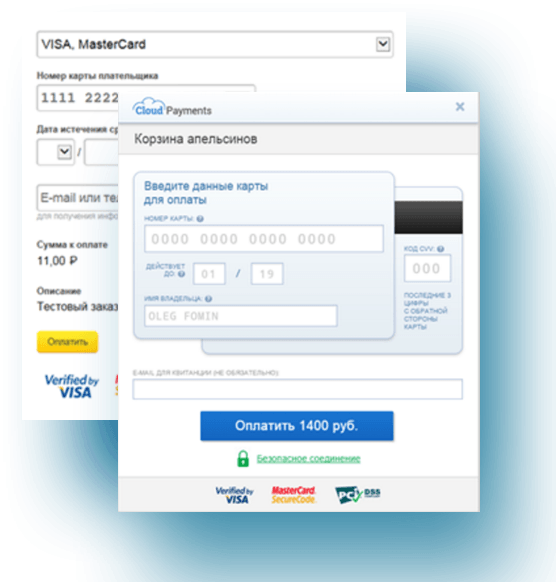 VISA, MasterCard
Номер карты плательщика
1111 2222
Дата истечения ср
/
E-mail или те
для получения инфо
Сумма к оплате
11,00 ₽
Описание
Тестовый заказ
Оплатить
Verified by
VISA
Cloud Payments
×
Корзина апельсинов
Введите данные карты
для оплаты
НОМЕР КАРТЫ: ?
0000 0000 0000 0000
ДЕЙСТВУЕТ
ДО: ?
01 / 19
ИМЯ ВЛАДЕЛЬЦА: ?
OLEG FOMIN
КОД CVV: ?
000
ПОСЛЕДНИЕ 3
ЦИФРЫ
С ОБРАТНОЙ
СТОРОНЫ
КАРТЫ
E-MAIL ДЛЯ КВИТАНЦИИ (НЕ ОБЯЗАТЕЛЬНО)
Оплатить 1400 руб.
Безопасное соединение
Verified by
VISA
MasterCard.
SecureCode.
PCI DSS